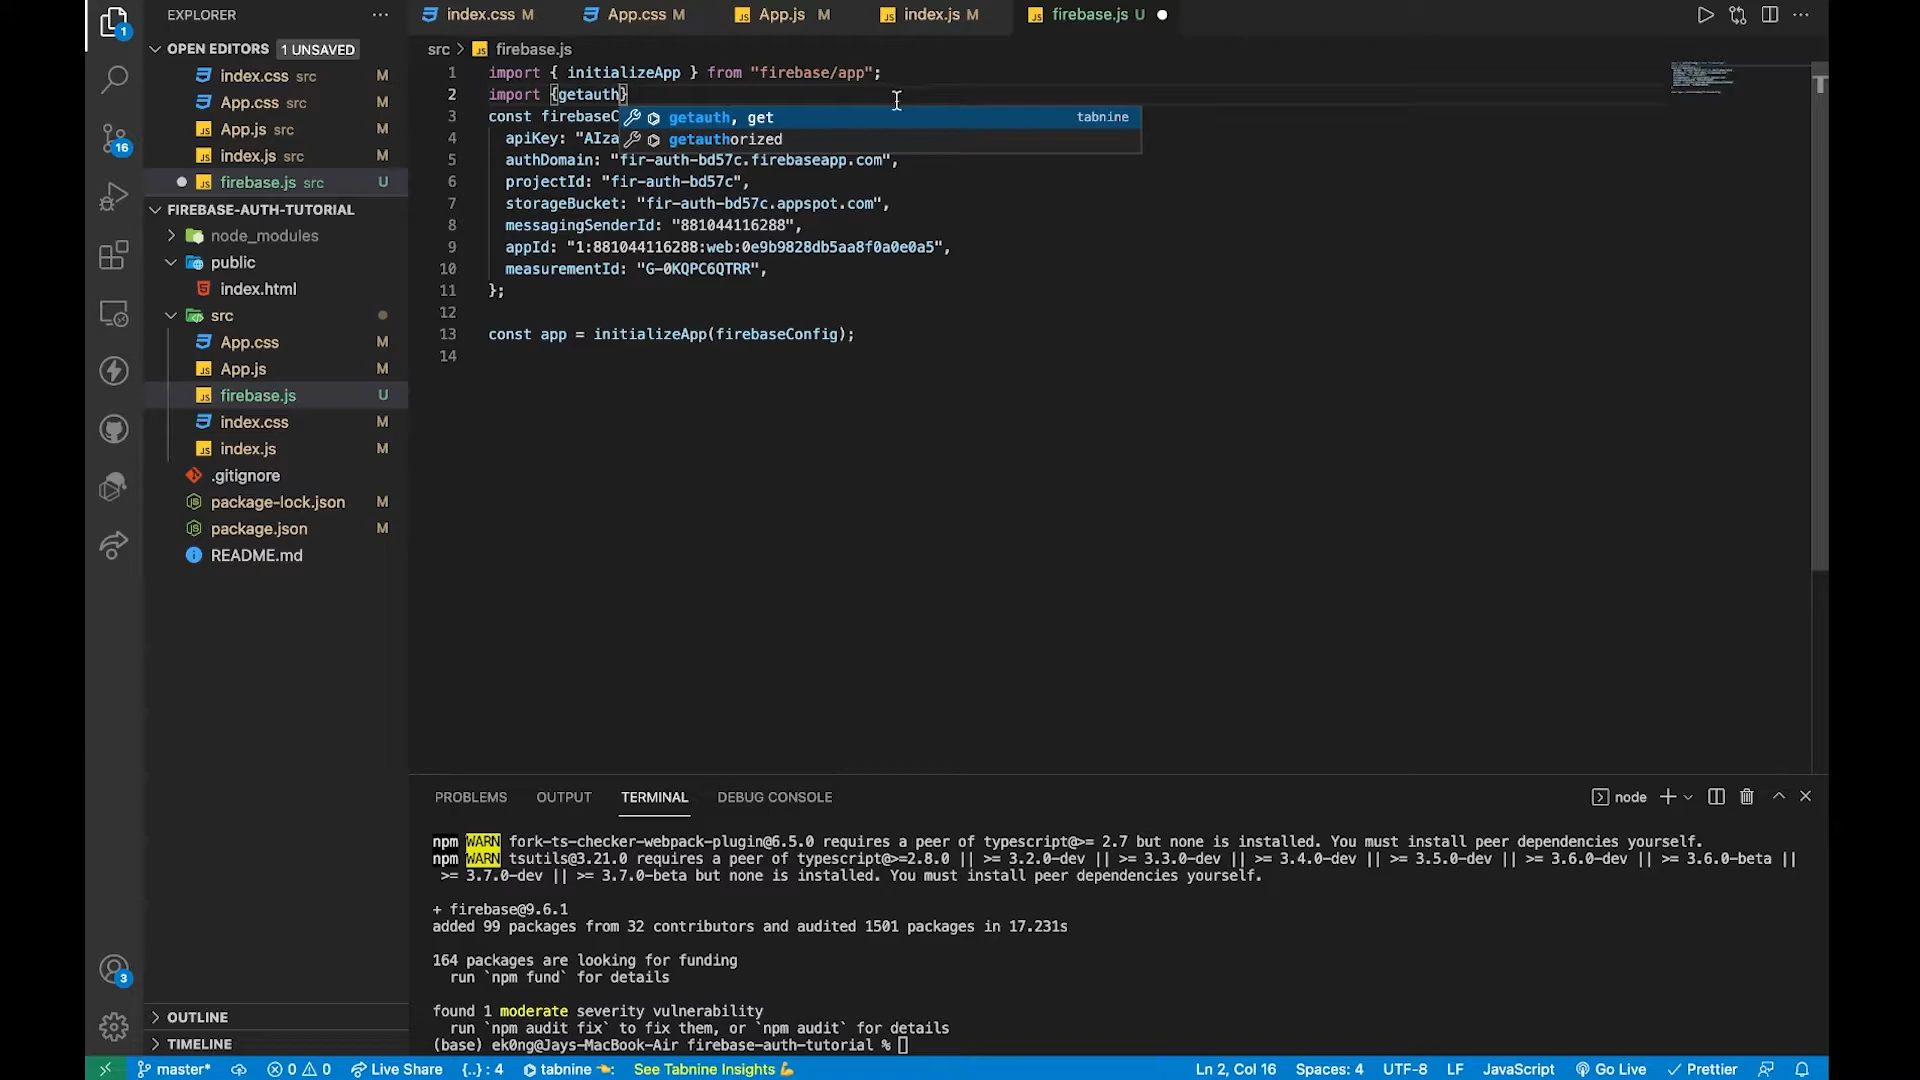 EXPLORER
index.css M
App.css M
App.js M
index.js M
firebase.js U
OPEN EDITORS 1 UNSAVED
index.css src M
App.css src M
App.js src M
index.js src M
firebase.js src U
FIREBASE-AUTH-TUTORIAL
node_modules
public
index.html
src
App.css M
App.js M
firebase.js U
index.css M
index.js M
.gitignore
package-lock.json M
package.json M
README.md
OUTLINE
TIMELINE
1
16
3
src > firebase.js
1 import { initializeApp } from "firebase/app";
2 import {getauth}
3 const firebaseC
getauth, get tabnine
4 apiKey: "AIza
getauthorized
5 authDomain: "fir-auth-bd57c.firebaseapp.com",
6 projectId: "fir-auth-bd57c",
7 storageBucket: "fir-auth-bd57c.appspot.com",
8 messagingSenderId: "881044116288",
9 appId: "1:881044116288:web:0e9b9828db5aa8f0a0e0a5",
10 measurementId: "G-0KQPC6QTRR",
11 };
12
13 const app = initializeApp(firebaseConfig);
14
PROBLEMS OUTPUT TERMINAL DEBUG CONSOLE node
npm WARN fork-ts-checker-webpack-plugin@6.5.0 requires a peer of typescript@>= 2.7 but none is installed. You must install peer dependencies yourself.
npm WARN tsutils@3.21.0 requires a peer of typescript@>=2.8.0 || >= 3.2.0-dev || >= 3.3.0-dev || >= 3.4.0-dev || >= 3.5.0-dev || >= 3.6.0-dev || >= 3.6.0-beta ||
>= 3.7.0-dev || >= 3.7.0-beta but none is installed. You must install peer dependencies yourself.
+ firebase@9.6.1
added 99 packages from 32 contributors and audited 1501 packages in 17.231s
164 packages are looking for funding
run `npm fund` for details
found 1 moderate severity vulnerability
run `npm audit fix` to fix them, or `npm audit` for details
(base) ek0ng@Jays-MacBook-Air firebase-auth-tutorial %
master* 0 0 Live Share {..} : 4 tabnine See Tabnine Insights Ln 2, Col 16 Spaces: 4 UTF-8 LF JavaScript Go Live Prettier